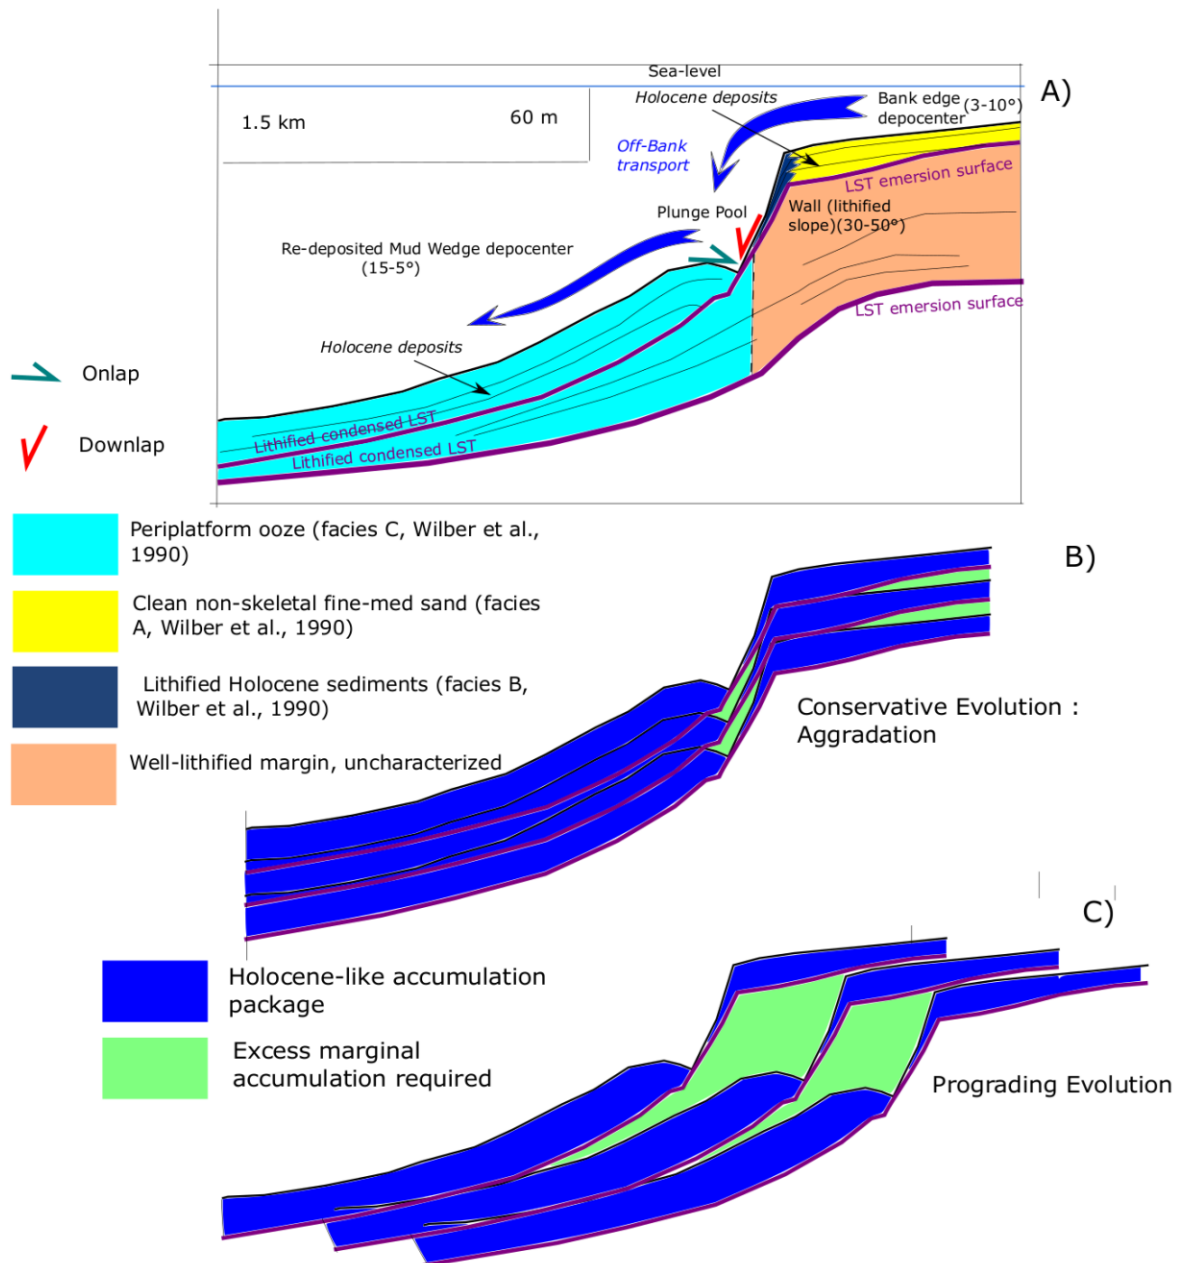 Sea-level
A)
Holocene deposits
Bank edge (3-10°)
depocenter
1.5 km
60 m
Off-Bank
transport
LST emersion surface
Plunge Pool
Wall (lithified
slope)(30-50°)
Re-deposited Mud Wedge depocenter
(15-5°)
LST emersion surface
Holocene deposits
Onlap
Lithified condensed LST
Downlap
Lithified condensed LST
Periplatform ooze (facies C, Wilber et al.,
1990)
B)
Clean non-skeletal fine-med sand (facies
A, Wilber et al., 1990)
Lithified Holocene sediments (facies B,
Wilber et al., 1990)
Conservative Evolution :
Aggradation
Well-lithified margin, uncharacterized
C)
Holocene-like accumulation
package
Excess marginal
accumulation required
Prograding Evolution